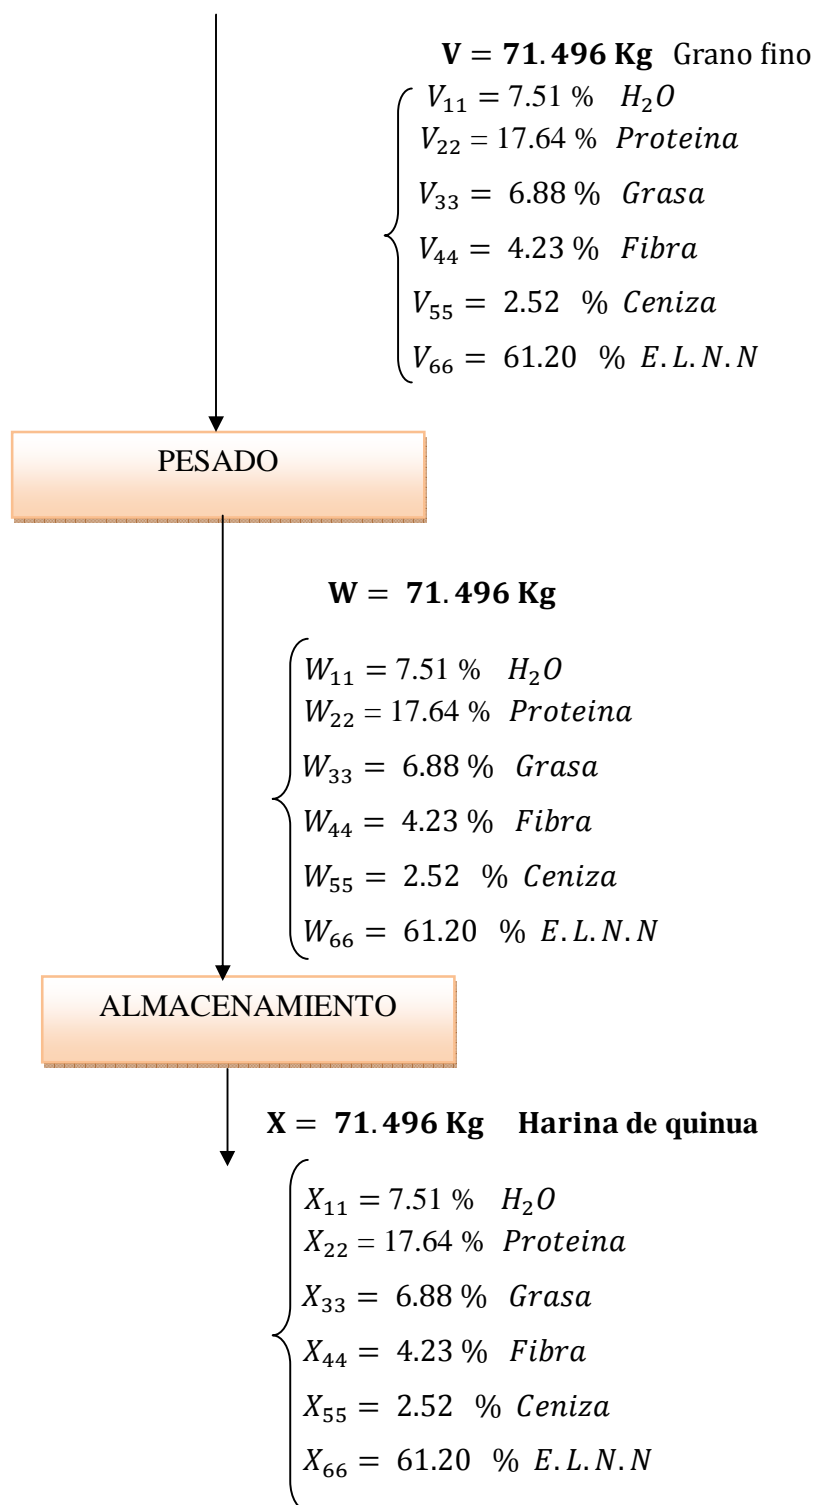 V = 71.496 Kg Grano fino
V₁₁ = 7.51 % H₂O
V₂₂ = 17.64 % Proteina
V₃₃ = 6.88 % Grasa
V₄₄ = 4.23 % Fibra
V₅₅ = 2.52 % Ceniza
V₆₆ = 61.20 % E.L.N.N
PESADO
W = 71.496 Kg
W₁₁ = 7.51 % H₂O
W₂₂ = 17.64 % Proteina
W₃₃ = 6.88 % Grasa
W₄₄ = 4.23 % Fibra
W₅₅ = 2.52 % Ceniza
W₆₆ = 61.20 % E.L.N.N
ALMACENAMIENTO
X = 71.496 Kg Harina de quinua
X₁₁ = 7.51 % H₂O
X₂₂ = 17.64 % Proteina
X₃₃ = 6.88 % Grasa
X₄₄ = 4.23 % Fibra
X₅₅ = 2.52 % Ceniza
X₆₆ = 61.20 % E.L.N.N